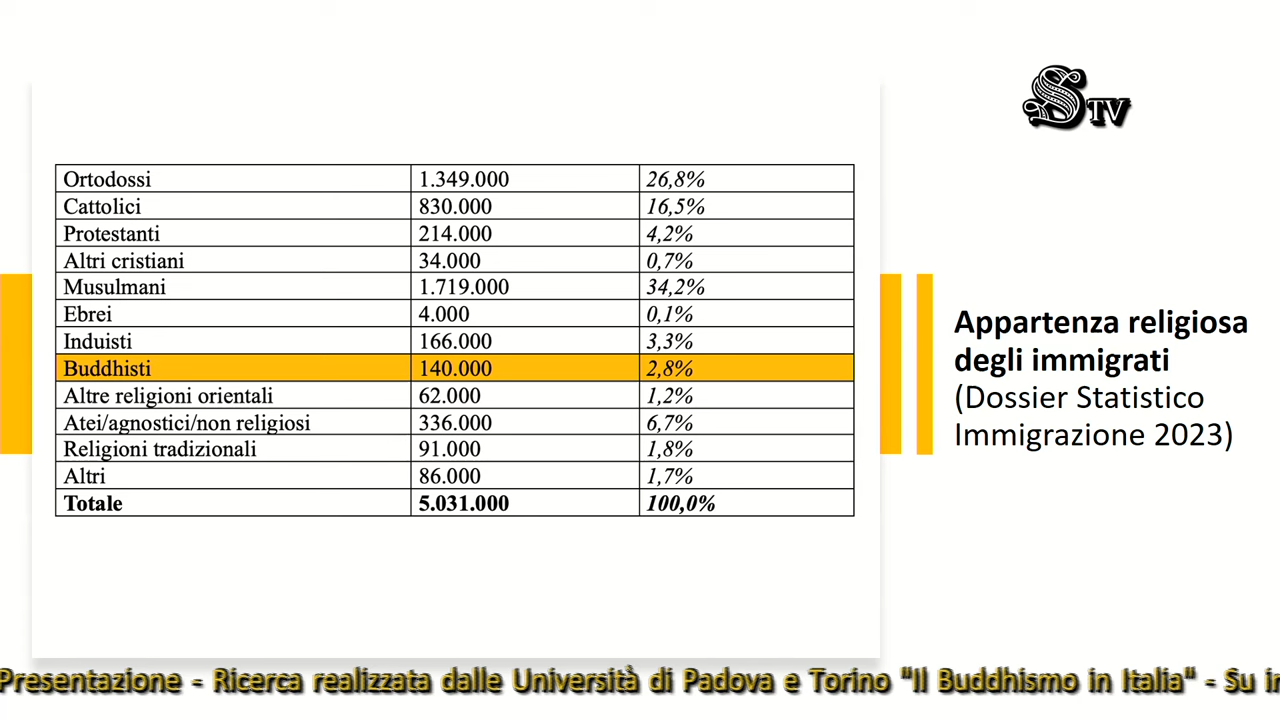 STV
Ortodossi 1.349.000 26,8%
Cattolici 830.000 16,5%
Protestanti 214.000 4,2%
Altri cristiani 34.000 0,7%
Musulmani 1.719.000 34,2%
Ebrei 4.000 0,1%
Induisti 166.000 3,3%
Buddhisti 140.000 2,8%
Altre religioni orientali 62.000 1,2%
Atei/agnostici/non religiosi 336.000 6,7%
Religioni tradizionali 91.000 1,8%
Altri 86.000 1,7%
Totale 5.031.000 100,0%
Appartenza religiosa
degli immigrati
(Dossier Statistico
Immigrazione 2023)
Presentazione - Ricerca realizzata dalle Università di Padova e Torino "Il Buddhismo in Italia" - Su